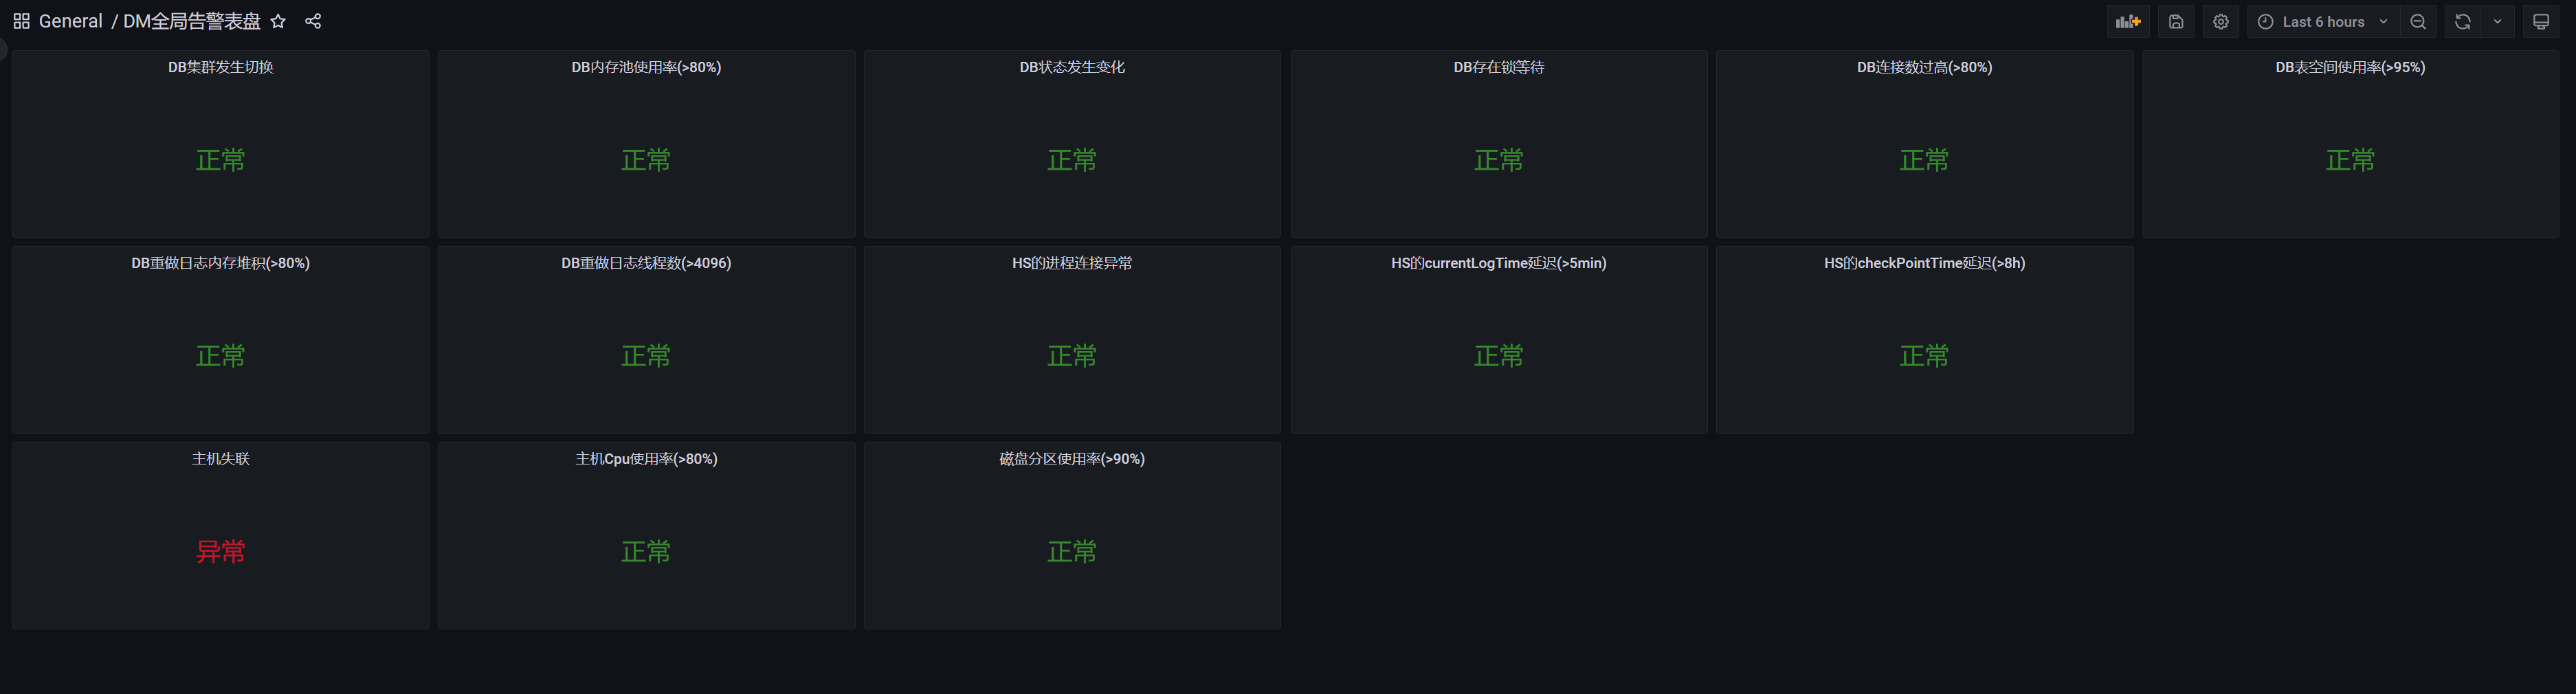 General / DM全局告警表盘
Last 6 hours
DB集群发生切换
正常
DB内存池使用率(>80%)
正常
DB状态发生变化
正常
DB存在锁等待
正常
DB连接数过高(>80%)
正常
DB表空间使用率(>95%)
正常
DB重做日志内存堆积(>80%)
正常
DB重做日志线程数(>4096)
正常
HS的进程连接异常
正常
HS的currentLogTime延迟(>5min)
正常
HS的checkPointTime延迟(>8h)
正常
主机失联
异常
主机Cpu使用率(>80%)
正常
磁盘分区使用率(>90%)
正常